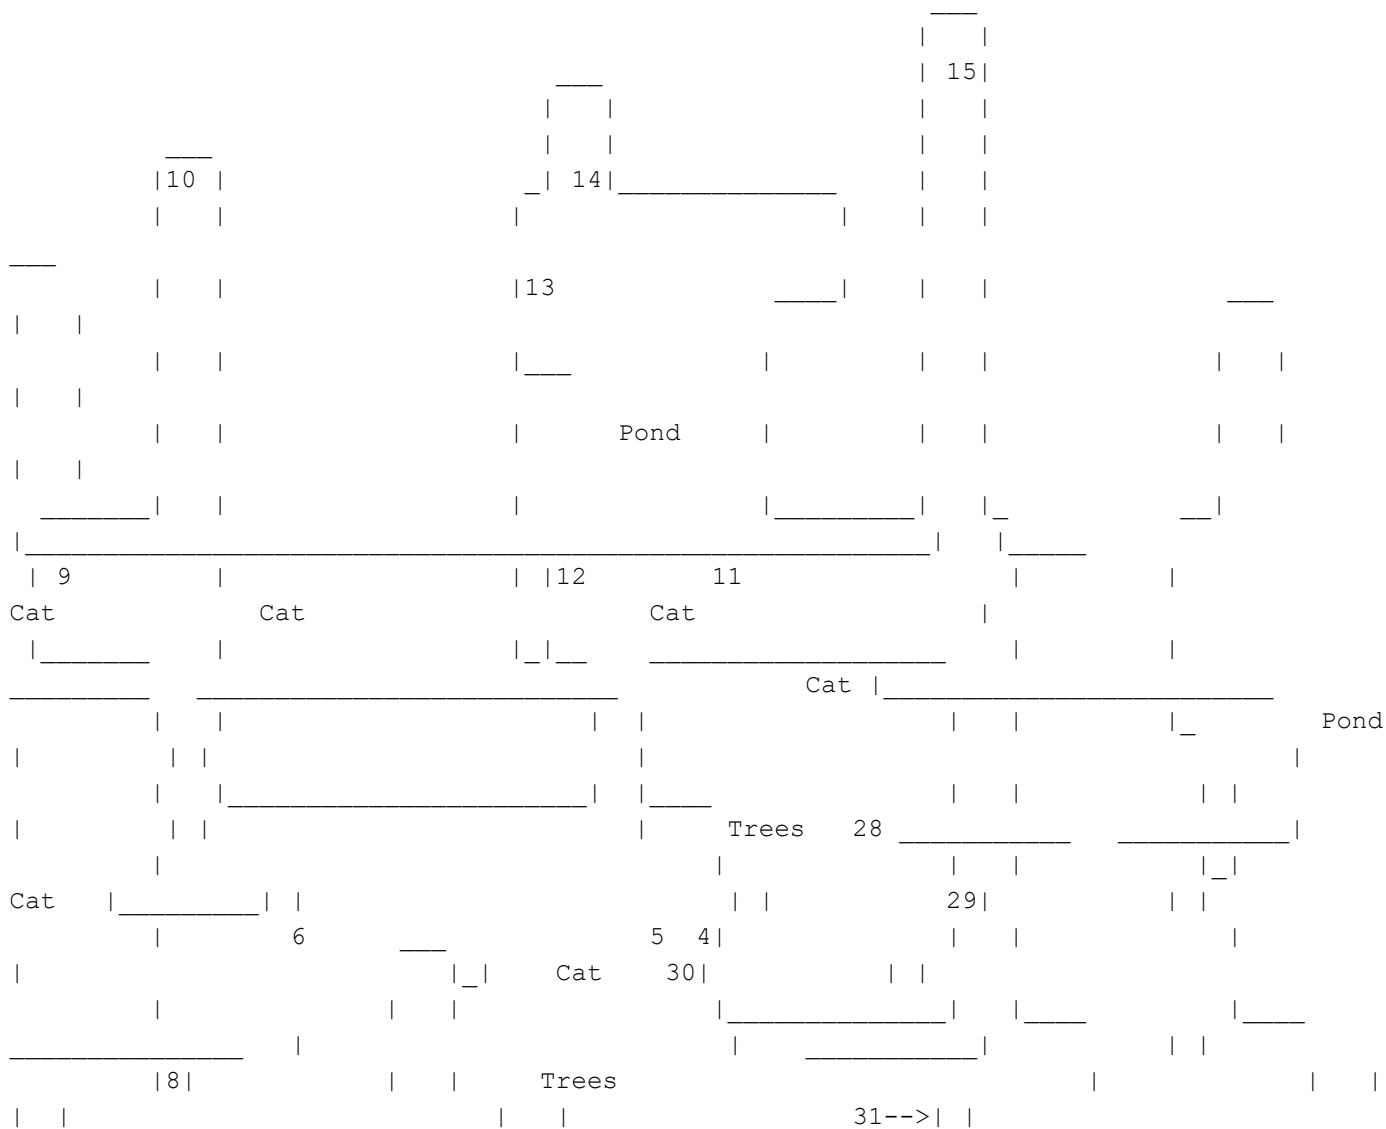 15
10 14
13
Pond
9 12 11
Cat Cat Cat
Cat
Pond
Trees 28
Cat 29
6 5 4
Cat 30
8 Trees
31-->